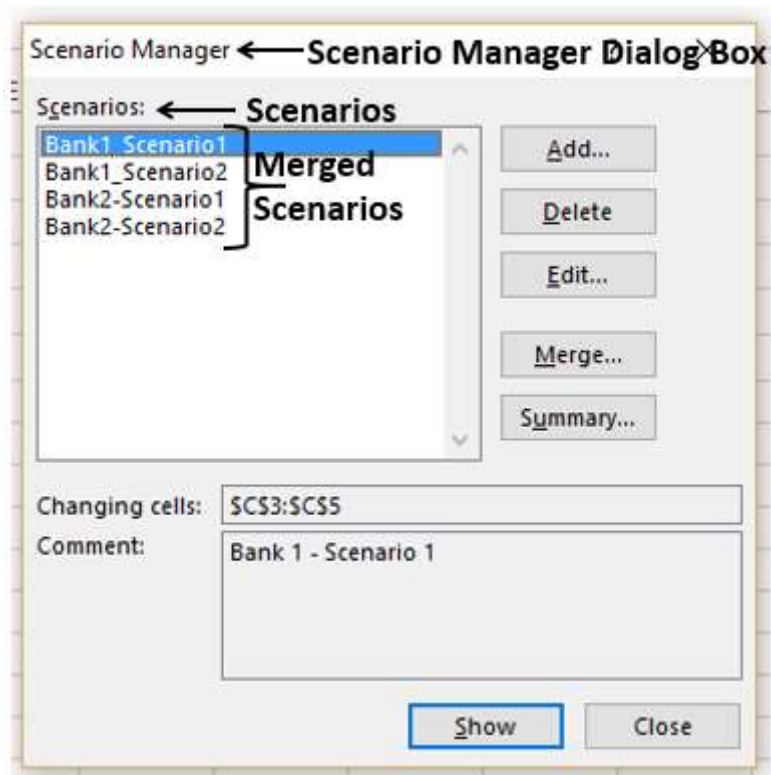 Scenario Manager Scenario Manager Dialog Box
Scenarios: Scenarios
Bank1_Scenario1
Bank1_Scenario2
Bank2-Scenario1
Bank2-Scenario2
Merged
Scenarios
Add...
Delete
Edit...
Merge...
Summary...
Changing cells: $C$3:$C$5
Comment: Bank 1 - Scenario 1
Show Close